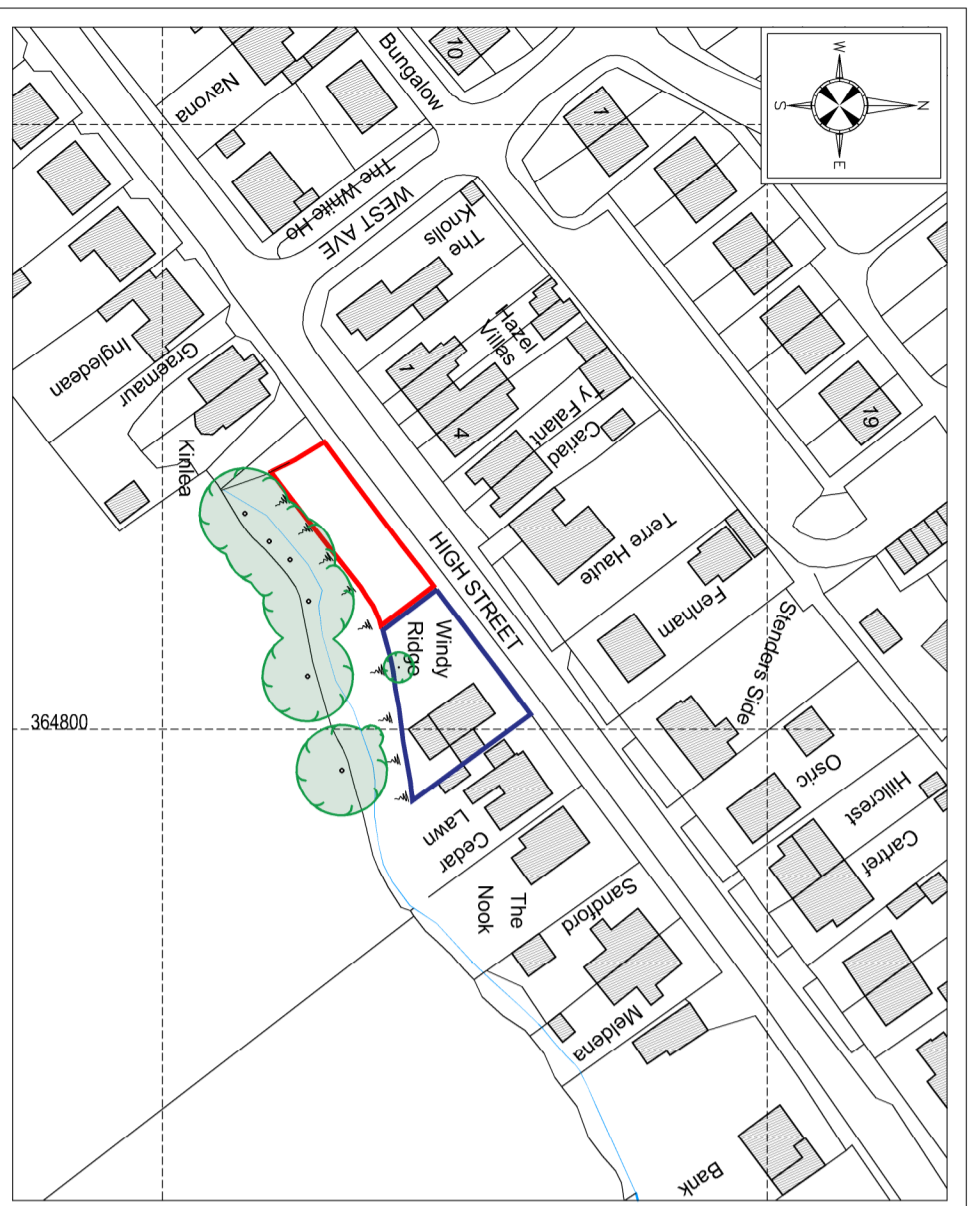 W
N
S
E
10
Bungalow
Navona
1
The White Ho
WEST AVE
The
Knolls
Hazel
Villas
1
4
Ty Falant
Cariad
19
Ingledean
Graemaur
Kinlea
Terre Haute
HIGH STREET
Fenham
Windy
Ridge
Stenders Side
364800
Osric
Hillcrest
Cartref
Cedar
Lawn
The
Nook
Sandford
Meldena
Bank